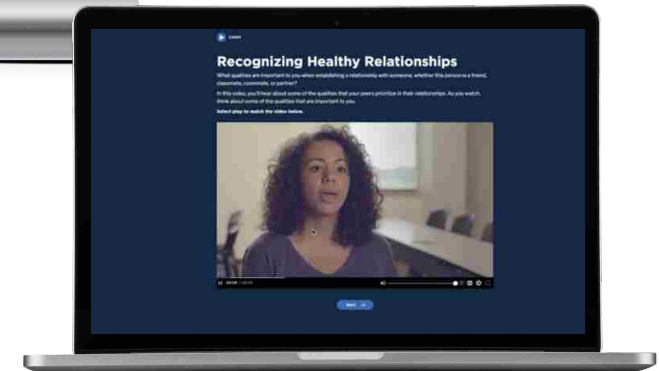 Listen
Recognizing Healthy Relationships
What qualities are important to you when establishing a relationship with someone, whether this person is a friend,
classmate, roommate, or partner?
In this video, you'll hear about some of the qualities that your peers prioritize in their relationships. As you watch,
think about some of the qualities that are important to you.
Select play to watch the video below.
Next